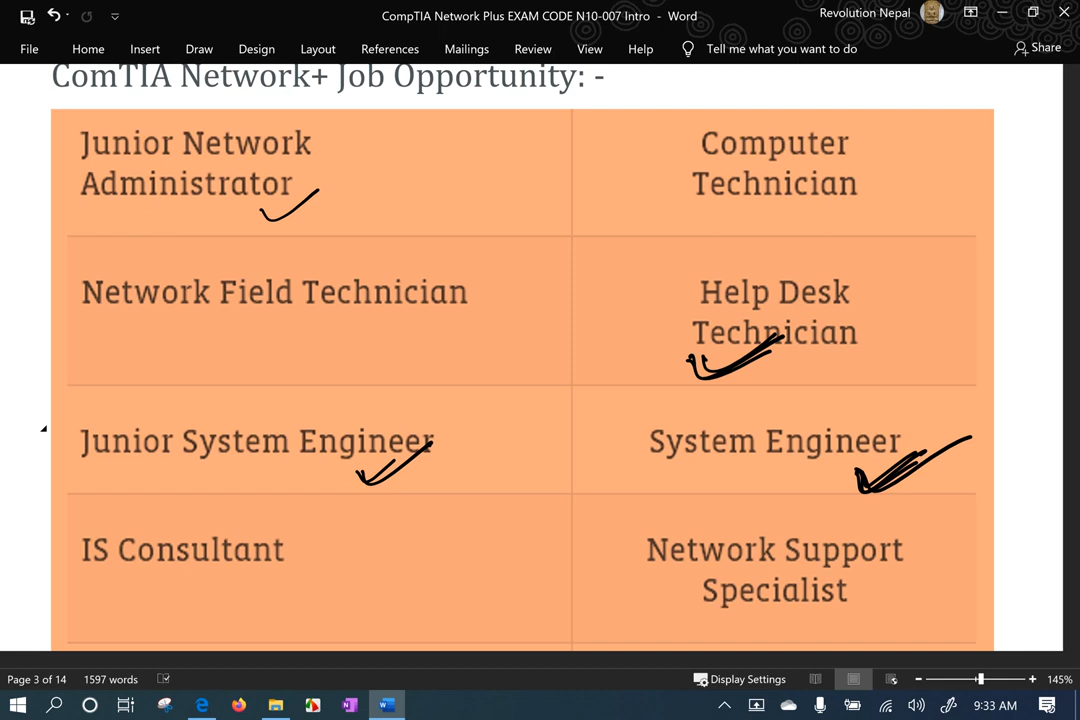 CompTIA Network Plus EXAM CODE N10-007 Intro - Word
Revolution Nepal
File Home Insert Draw Design Layout References Mailings Review View Help Tell me what you want to do Share
ComTIA Network+ Job Opportunity: -
Junior Network
Administrator
Computer
Technician
Network Field Technician
Help Desk
Technician
Junior System Engineer
System Engineer
IS Consultant
Network Support
Specialist
Page 3 of 14 1597 words Display Settings 145%
9:33 AM